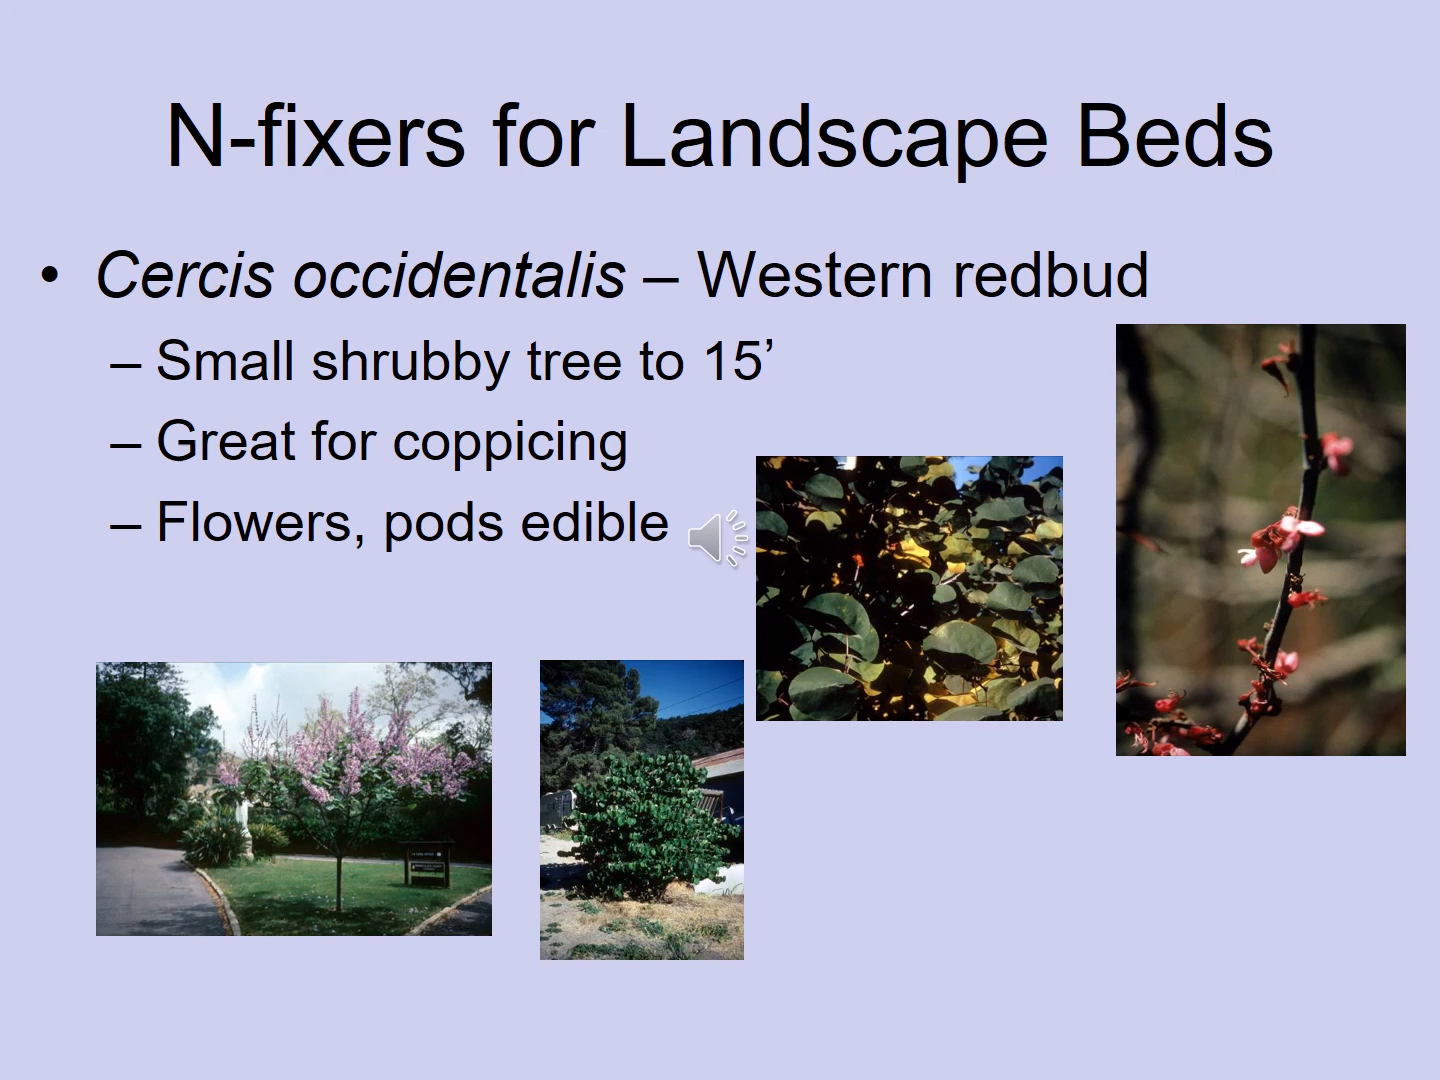 N-fixers for Landscape Beds
• Cercis occidentalis – Western redbud
– Small shrubby tree to 15’
– Great for coppicing
– Flowers, pods edible